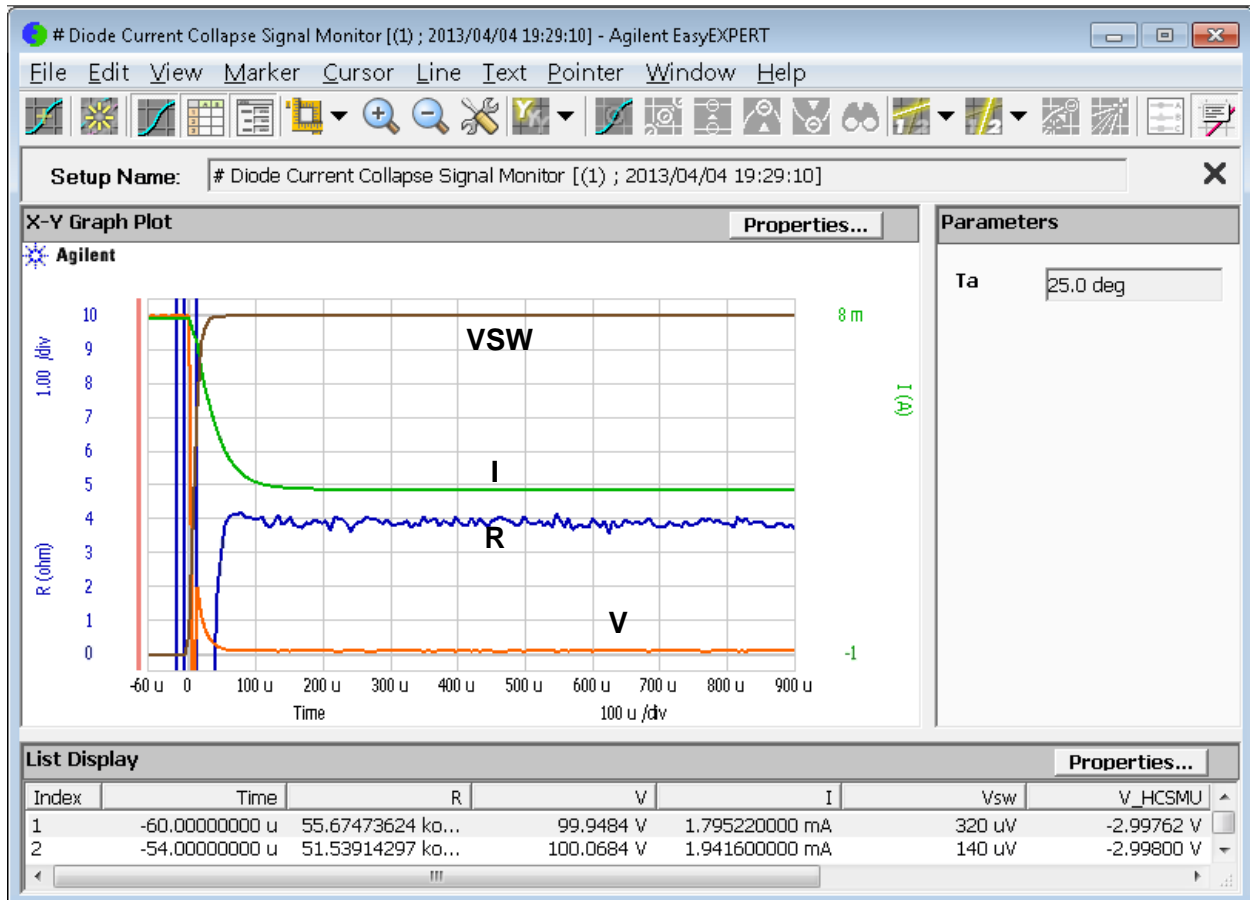 # Diode Current Collapse Signal Monitor [(1) ; 2013/04/04 19:29:10] - Agilent EasyEXPERT
File Edit View Marker Cursor Line Text Pointer Window Help
Setup Name: # Diode Current Collapse Signal Monitor [(1) ; 2013/04/04 19:29:10]
X-Y Graph Plot Properties...
Parameters
Agilent
Ta 25.0 deg
10
9
8
7
6
5
4
3
2
1
0
1.00 /div
R (ohm)
VSW
I
R
V
8 m
I (A)
-1
-60 u 0 100 u 200 u 300 u 400 u 500 u 600 u 700 u 800 u 900 u
Time 100 u /div
List Display Properties...
Index Time R V I Vsw V_HCSMU
1 -60.00000000 u 55.67473624 ko... 99.9484 V 1.795220000 mA 320 uV -2.99762 V
2 -54.00000000 u 51.53914297 ko... 100.0684 V 1.941600000 mA 140 uV -2.99800 V